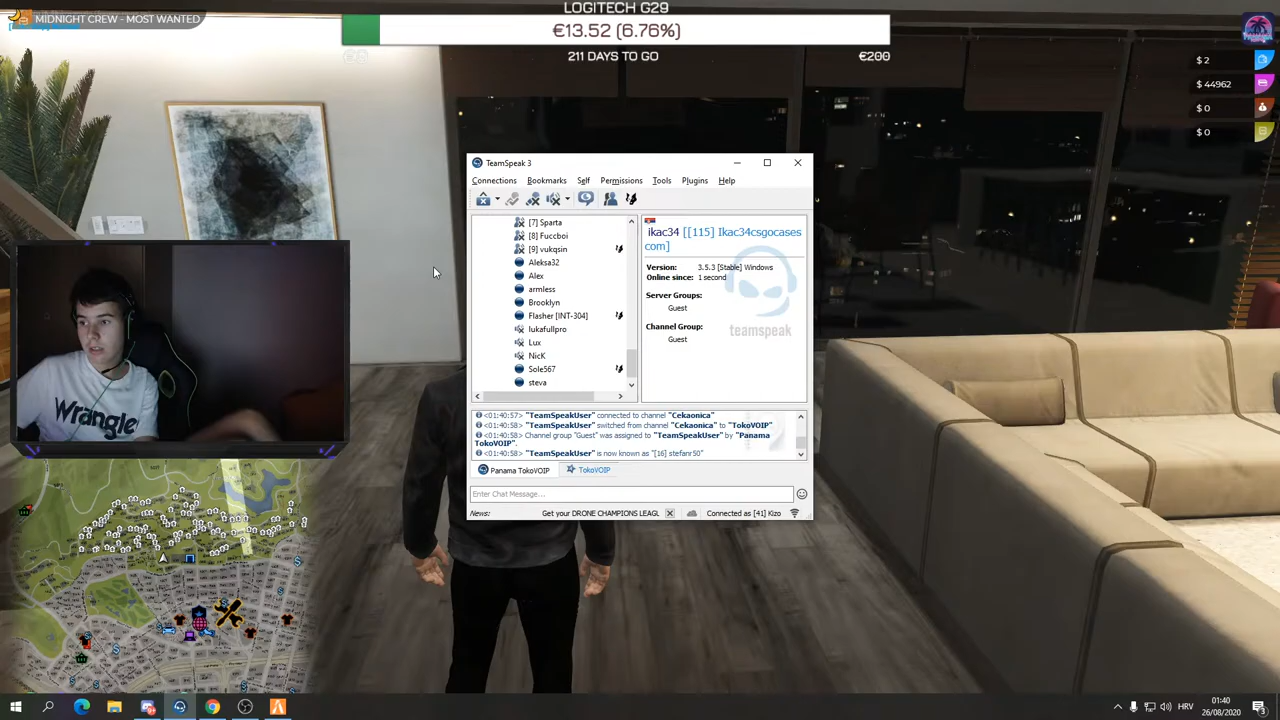 LOGITECH G29
MIDNIGHT CREW - MOST WANTED
€13.52 (6.76%)
211 DAYS TO GO
€200
$ 2
$ 44962
$ 0
$ 0
TeamSpeak 3
Connections Bookmarks Self Permissions Tools Plugins Help
[7] Sparta
[8] Fuccboi
[9] vukqsin
Aleksa32
Alex
armless
Brooklyn
Flasher [INT-304]
lukafullpro
Lux
NicK
Sole567
steva
ikac34 [[115] Ikac34csgocases
com]
Version: 3.5.3 [Stable] Windows
Online since: 1 second
Server Groups:
Guest
Channel Group:
Guest
teamspeak
<01:40:57> "TeamSpeakUser" connected to channel "Cekaonica"
<01:40:58> "TeamSpeakUser" switched from channel "Cekaonica" to "TokoVOIP"
<01:40:58> Channel group "Guest" was assigned to "TeamSpeakUser" by "Panama
TokoVOIP".
<01:40:58> "TeamSpeakUser" is now known as "[16] stefanr50"
Panama TokoVOIP TokoVOIP
Enter Chat Message...
News: Get your DRONE CHAMPIONS LEAGL Connected as [41] Kizo
Wrangler
HRV
01:40
26/08/2020